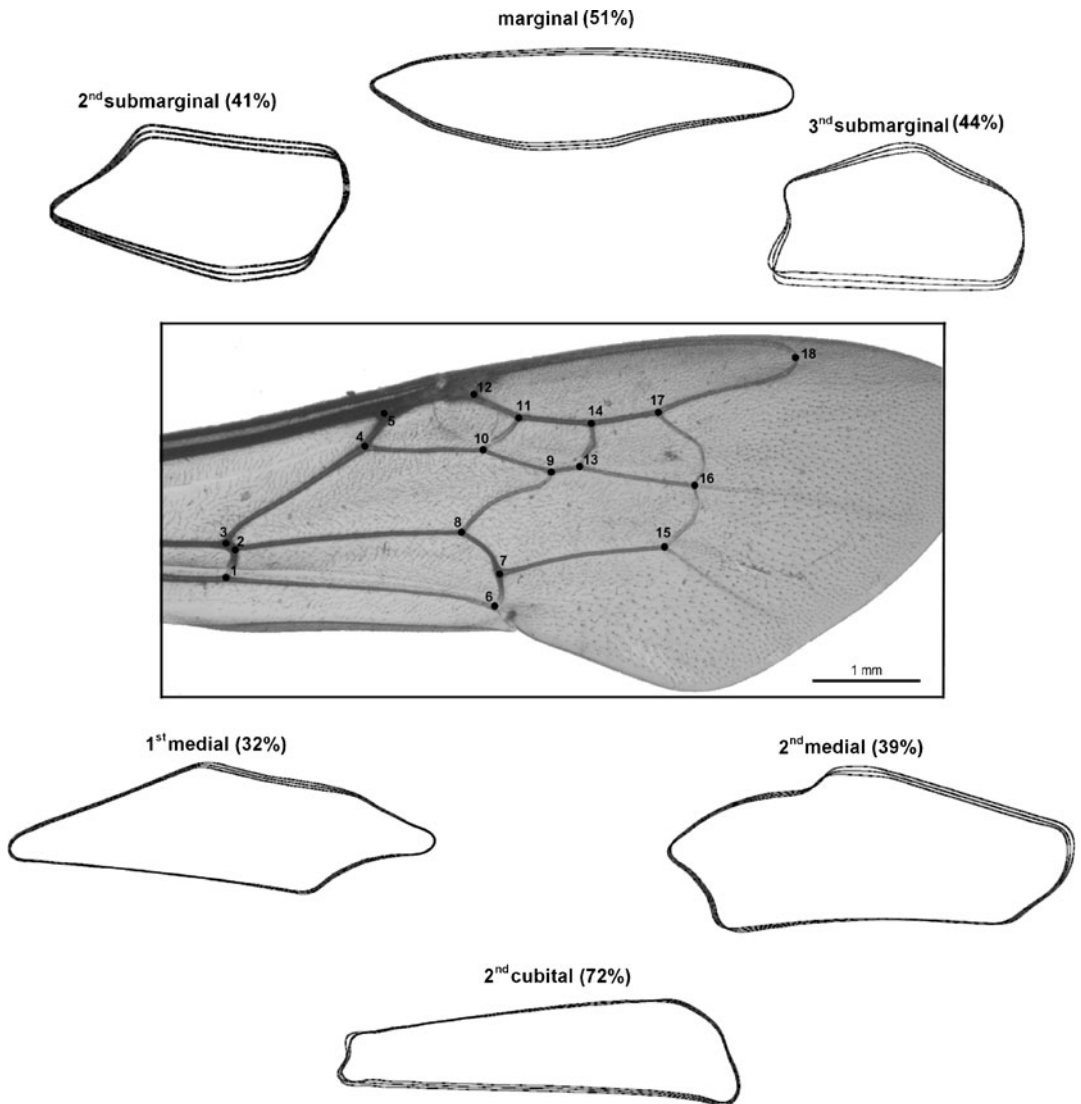 marginal (51%)
2nd submarginal (41%)
3nd submarginal (44%)
18
12
5
11
14
17
4
10
9
13
16
3
2
8
15
1
7
6
1 mm
1st medial (32%)
2nd medial (39%)
2nd cubital (72%)